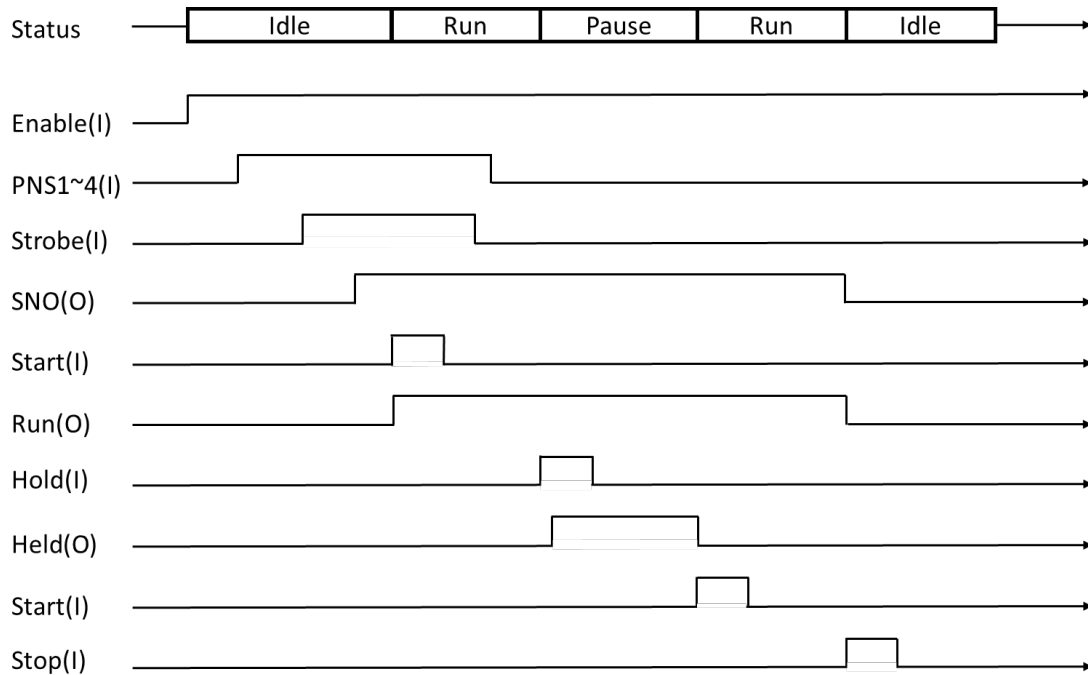 Status Idle Run Pause Run Idle
Enable(I)
PNS1~4(I)
Strobe(I)
SNO(O)
Start(I)
Run(O)
Hold(I)
Held(O)
Start(I)
Stop(I)